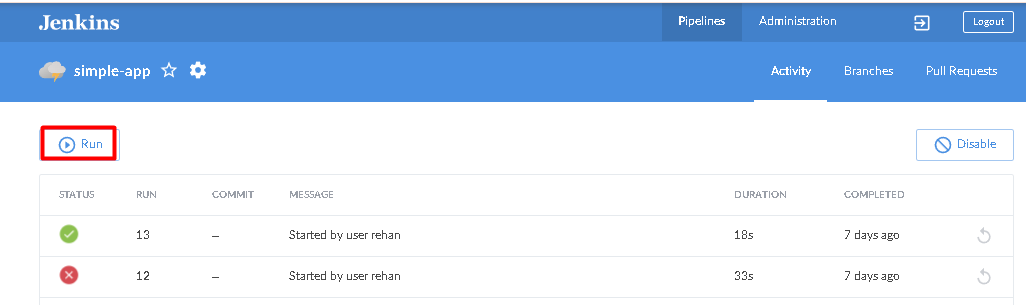 Jenkins Pipelines Administration Logout
simple-app Activity Branches Pull Requests
Run Disable
STATUS RUN COMMIT MESSAGE DURATION COMPLETED
13 – Started by user rehan 18s 7 days ago
12 – Started by user rehan 33s 7 days ago